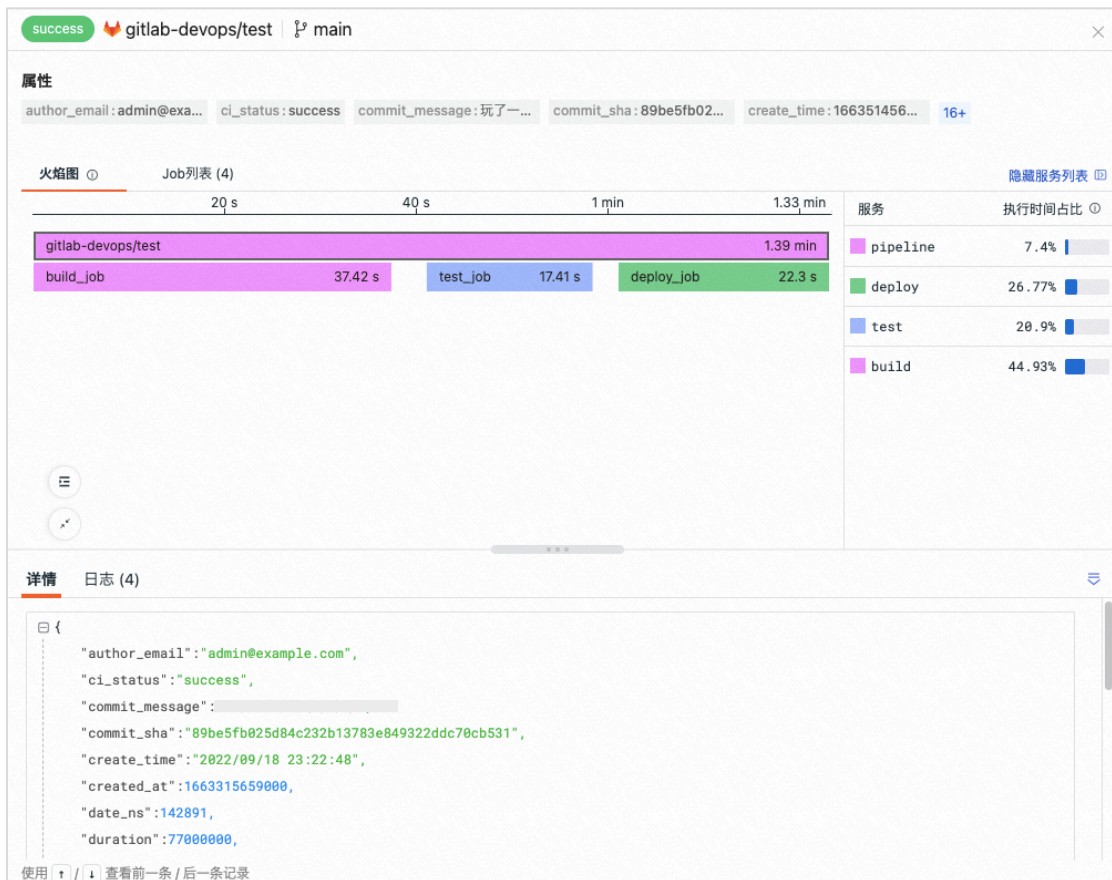 success gitlab-devops/test main
属性
author_email:admin@exa... ci_status:success commit_message:玩了一... commit_sha:89be5fb02... create_time:166351456... 16+
火焰图 Job列表 (4) 隐藏服务列表
20 s 40 s 1 min 1.33 min
服务 执行时间占比
gitlab-devops/test 1.39 min
build_job 37.42 s test_job 17.41 s deploy_job 22.3 s
pipeline 7.4%
deploy 26.77%
test 20.9%
build 44.93%
详情 日志 (4)
{
"author_email":"admin@example.com",
"ci_status":"success",
"commit_message":
"commit_sha":"89be5fb025d84c232b13783e849322ddc70cb531",
"create_time":"2022/09/18 23:22:48",
"created_at":1663315659000,
"date_ns":142891,
"duration":77000000,
使用 ↑ / ↓ 查看前一条 / 后一条记录